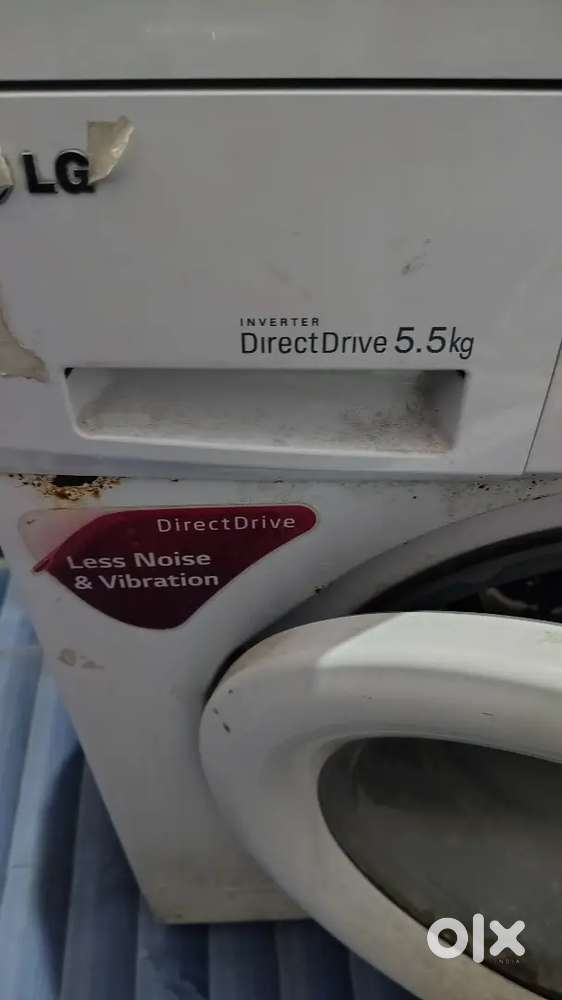 LG
INVERTER
DirectDrive 5.5kg
DirectDrive
Less Noise
& Vibration
olx
INDIA